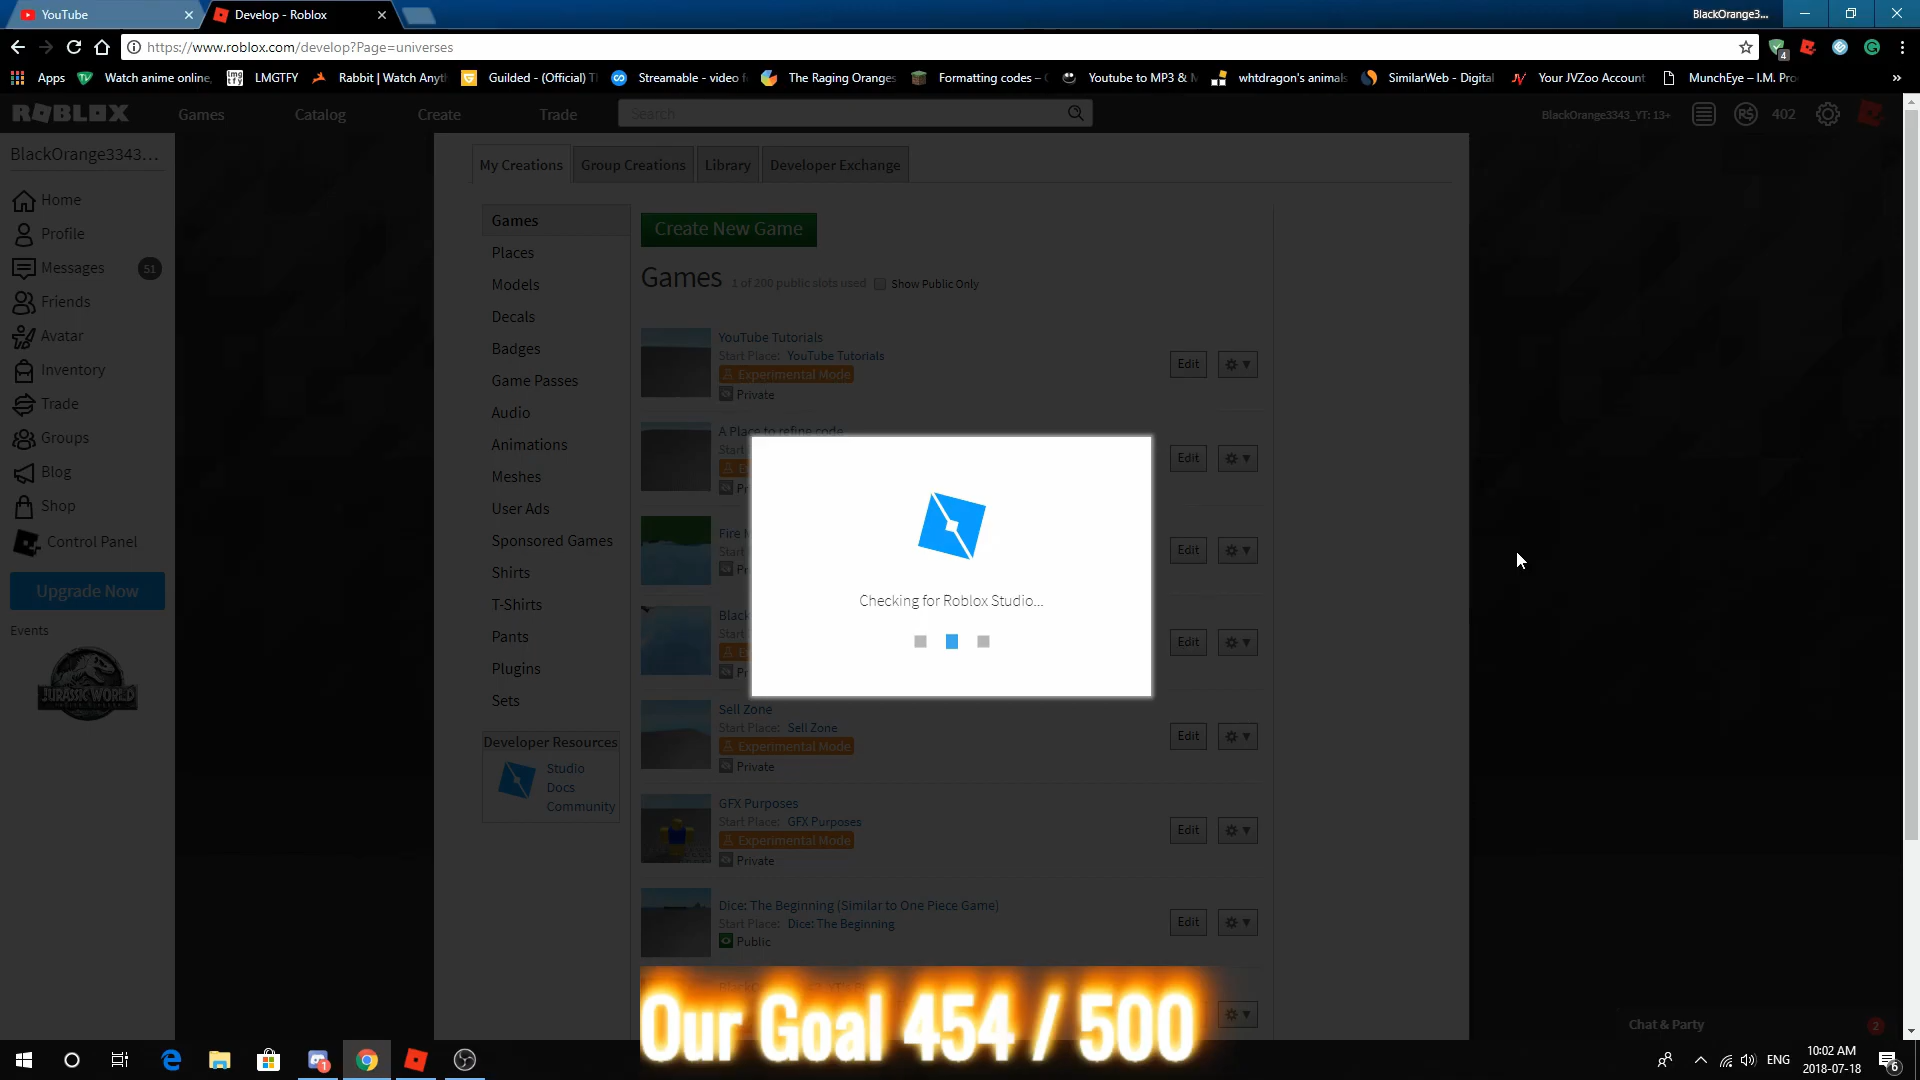 YouTube
Develop - Roblox
BlackOrange3...
https://www.roblox.com/develop?Page=universes
4
Apps
Watch anime online,
LMGTFY
Rabbit | Watch Anyt
Guilded - (Official) T
Streamable - video f
The Raging Oranges
Formatting codes –
Youtube to MP3 & M
whtdragon's animals
SimilarWeb - Digital
Your JVZoo Account
MunchEye – I.M. Pro
»
ROBLOX
Games
Catalog
Create
Trade
Search
BlackOrange3343_YT: 13+
R$
402
BlackOrange3343...
Home
Profile
Messages
51
Friends
Avatar
Inventory
Trade
Groups
Blog
Shop
Control Panel
Upgrade Now
Events
JURASSIC WORLD
My Creations
Group Creations
Library
Developer Exchange
Games
Places
Models
Decals
Badges
Game Passes
Audio
Animations
Meshes
User Ads
Sponsored Games
Shirts
T-Shirts
Pants
Plugins
Sets
Developer Resources
Studio
Docs
Community
Create New Game
Games
1 of 200 public slots used
Show Public Only
YouTube Tutorials
Start Place: YouTube Tutorials
Experimental Mode
Private
Edit
A Place to refine code
Start
Edit
Fire
Start
Edit
Black
Start
Edit
Checking for Roblox Studio...
Sell Zone
Start Place: Sell Zone
Experimental Mode
Private
Edit
GFX Purposes
Start Place: GFX Purposes
Experimental Mode
Private
Edit
Dice: The Beginning (Similar to One Piece Game)
Start Place: Dice: The Beginning
Public
Edit
Our Goal 454 / 500
Chat & Party
2
1
ENG
10:02 AM
2018-07-18
6